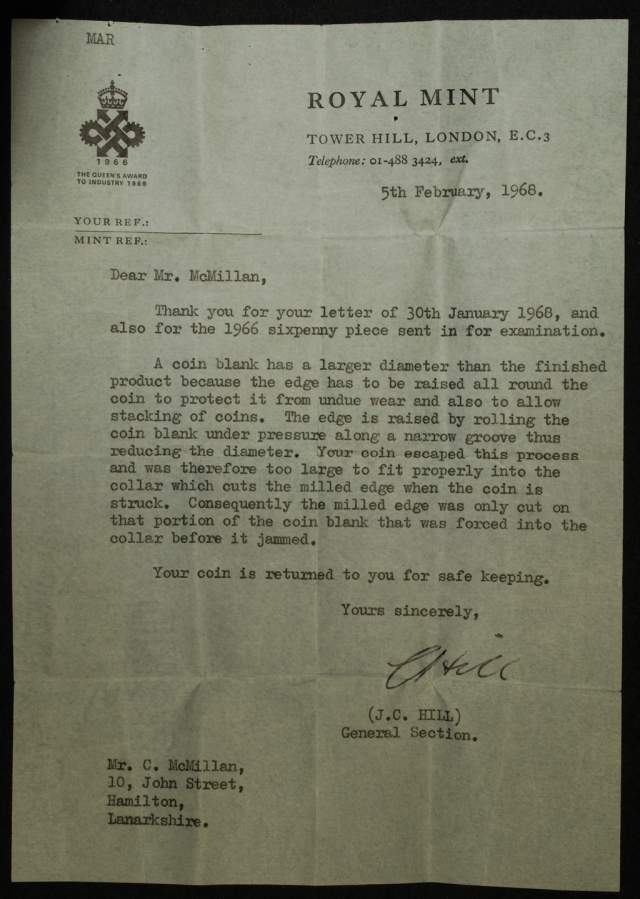 MAR
ROYAL MINT
TOWER HILL, LONDON, E.C.3
Telephone: 01-488 3424, ext.
1966
THE QUEEN'S AWARD
TO INDUSTRY 1966
5th February, 1968.
YOUR REF.:
MINT REF.:
Dear Mr. McMillan,
Thank you for your letter of 30th January 1968, and
also for the 1966 sixpenny piece sent in for examination.
A coin blank has a larger diameter than the finished
product because the edge has to be raised all round the
coin to protect it from undue wear and also to allow
stacking of coins. The edge is raised by rolling the
coin blank under pressure along a narrow groove thus
reducing the diameter. Your coin escaped this process
and was therefore too large to fit properly into the
collar which cuts the milled edge when the coin is
struck. Consequently the milled edge was only cut on
that portion of the coin blank that was forced into the
collar before it jammed.
Your coin is returned to you for safe keeping.
Yours sincerely,
CHill
(J.C. HILL)
General Section.
Mr. C. McMillan,
10, John Street,
Hamilton,
Lanarkshire.